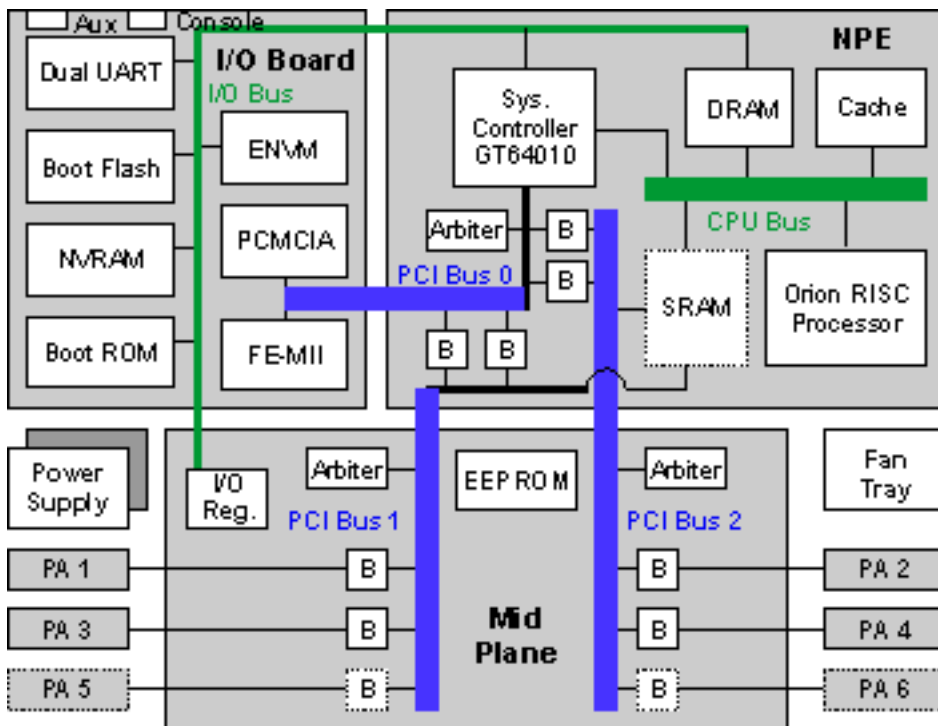 Aux
Console
I/O Board
NPE
Dual UART
I/O Bus
Sys.
Controller
GT64010
DRAM
Cache
Boot Flash
ENVM
Arbiter
B
CPU Bus
NVRAM
PCMCIA
PCI Bus 0
B
SRAM
Orion RISC
Processor
Boot ROM
FE-MII
B
B
Power
Supply
I/O
Reg.
Arbiter
EEPROM
Arbiter
Fan
Tray
PCI Bus 1
PCI Bus 2
PA 1
B
B
PA 2
PA 3
B
Mid
Plane
B
PA 4
PA 5
B
B
PA 6